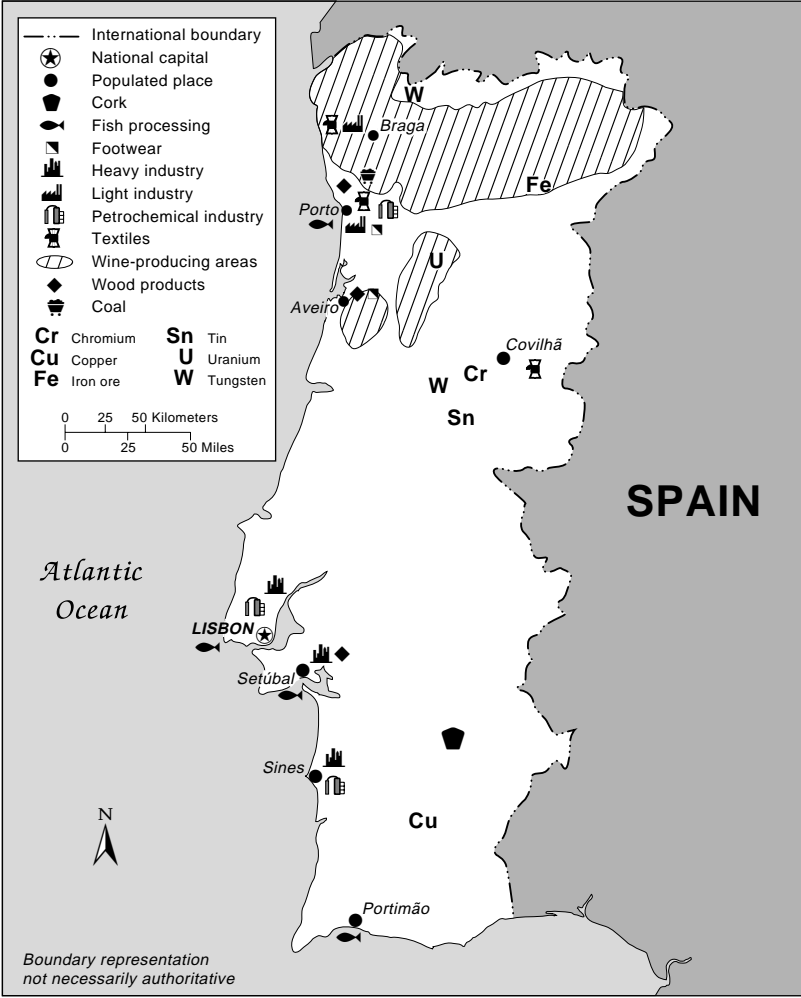 International boundary
National capital
Populated place
Cork
Fish processing
Footwear
Heavy industry
Light industry
Petrochemical industry
Textiles
Wine-producing areas
Wood products
Coal
Cr Chromium Sn Tin
Cu Copper U Uranium
Fe Iron ore W Tungsten
0 25 50 Kilometers
0 25 50 Miles
W
Braga
Fe
Porto
U
Aveiro
Covilhã
Cr
W
Sn
SPAIN
Atlantic
Ocean
LISBON
Setúbal
Sines
Cu
N
Portimão
Boundary representation
not necessarily authoritative